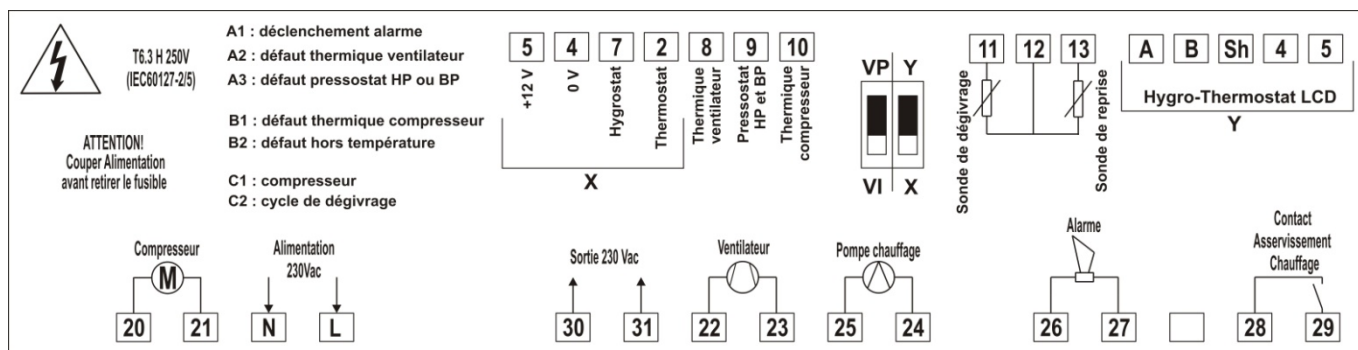 T6.3 H 250V
(IEC60127-2/5)
ATTENTION!
Couper Alimentation
avant retirer le fusible
A1 : déclenchement alarme
A2 : défaut thermique ventilateur
A3 : défaut pressostat HP ou BP
B1 : défaut thermique compresseur
B2 : défaut hors température
C1 : compresseur
C2 : cycle de dégivrage
5 4 7 2 8 9 10
+12 V
0 V
Hygrostat
Thermostat
Thermique
ventilateur
Pressostat
HP et BP
Thermique
compresseur
X
VP Y
VI X
11 12 13
Sonde de dégivrage
Sonde de reprise
A B Sh 4 5
Hygro-Thermostat LCD
Y
Compresseur
M
20 21
Alimentation
230Vac
N L
Sortie 230 Vac
30 31
Ventilateur
22 23
Pompe chauffage
25 24
Alarme
26 27
Contact
Asservissement
Chauffage
28 29